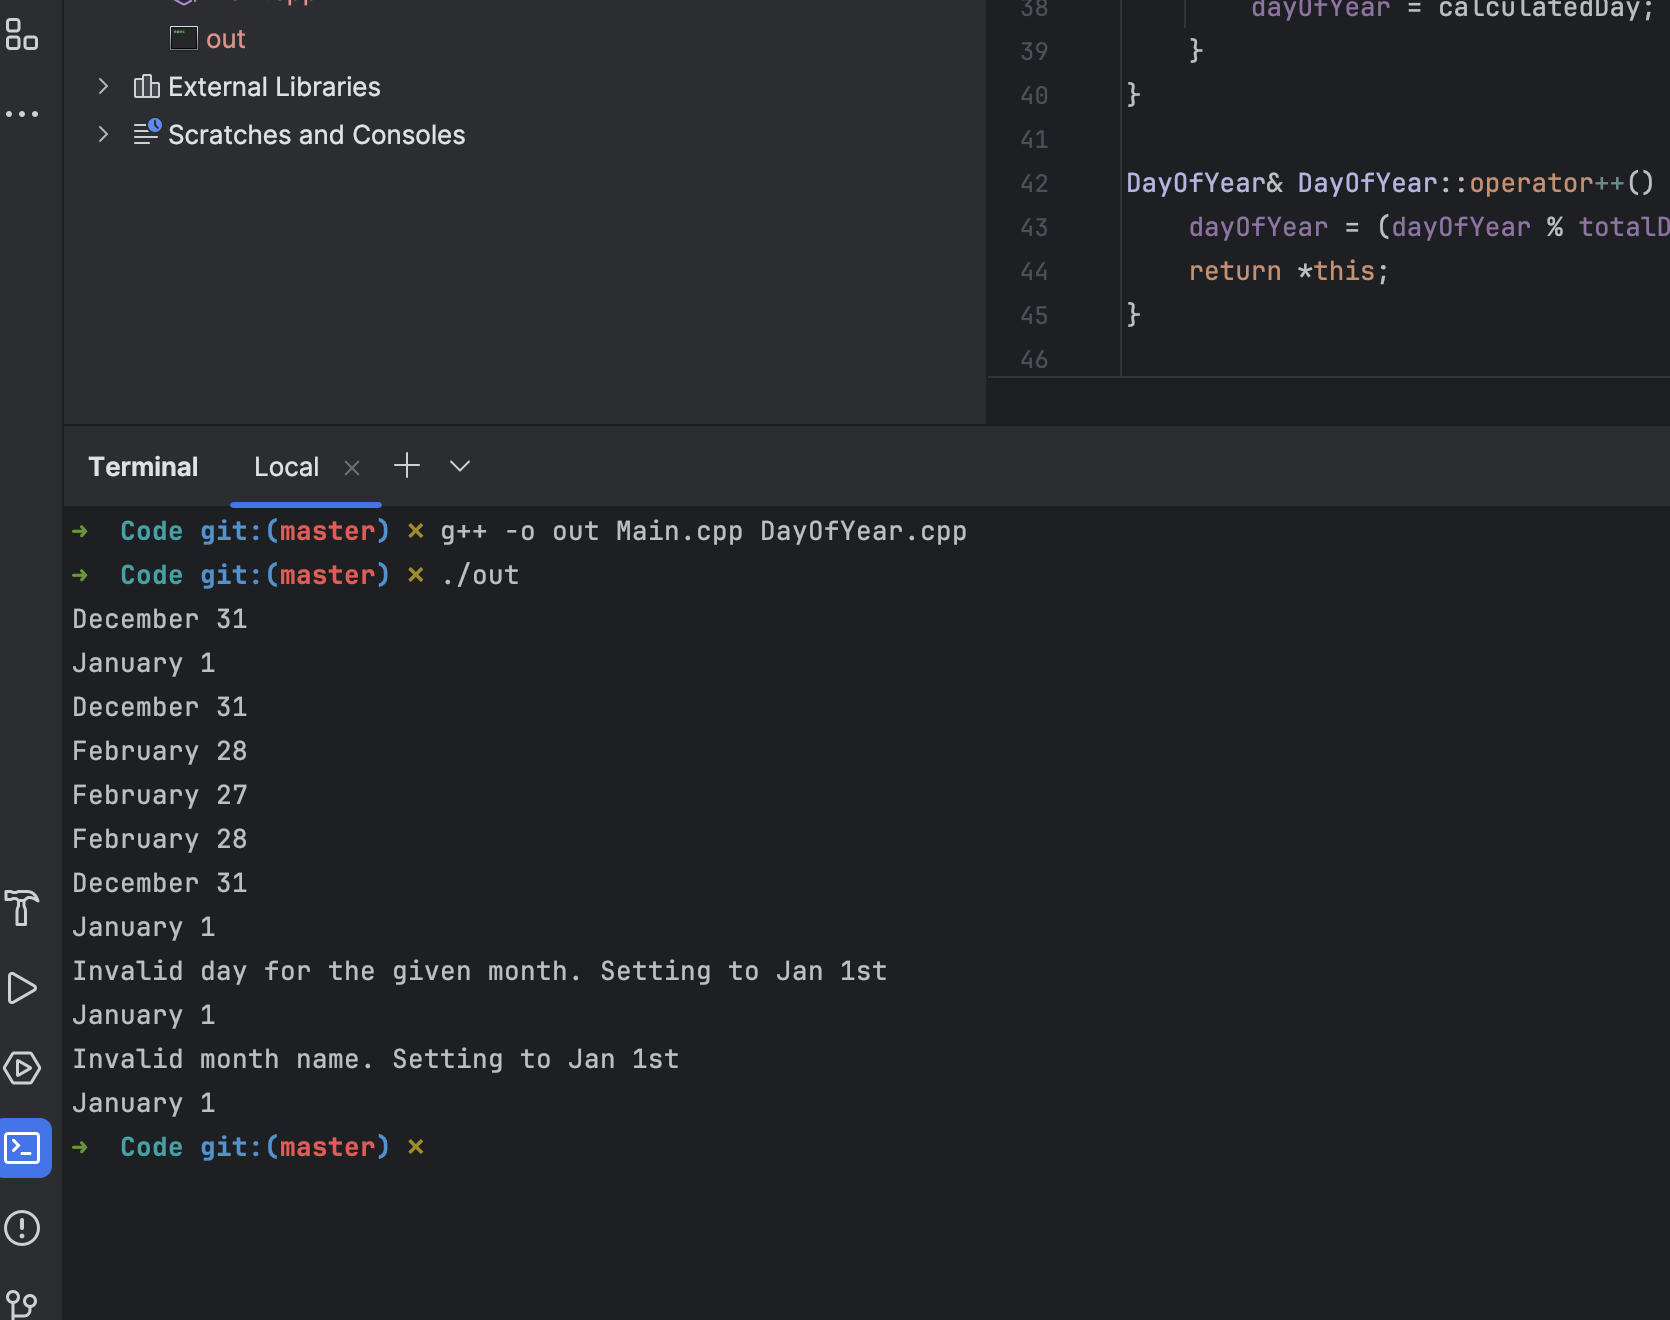 out
External Libraries
Scratches and Consoles
38 dayOfYear = calculatedDay;
39 }
40 }
41
42 DayOfYear& DayOfYear::operator++()
43 dayOfYear = (dayOfYear % totalD
44 return *this;
45 }
46
Terminal Local
➜ Code git:(master) ✗ g++ -o out Main.cpp DayOfYear.cpp
➜ Code git:(master) ✗ ./out
December 31
January 1
December 31
February 28
February 27
February 28
December 31
January 1
Invalid day for the given month. Setting to Jan 1st
January 1
Invalid month name. Setting to Jan 1st
January 1
➜ Code git:(master) ✗